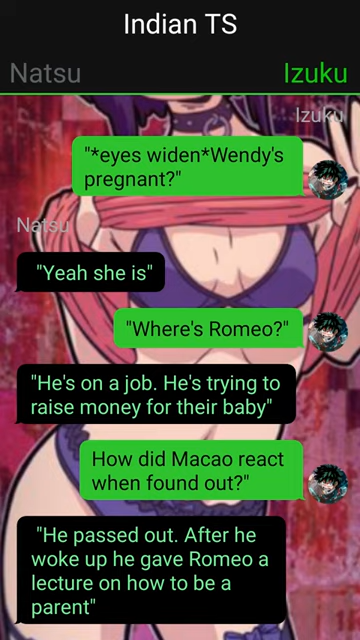 Indian TS
Natsu
Izuku
Izuku
"*eyes widen*Wendy's
pregnant?"
Natsu
"Yeah she is"
"Where's Romeo?"
"He's on a job. He's trying to
raise money for their baby"
How did Macao react
when found out?"
"He passed out. After he
woke up he gave Romeo a
lecture on how to be a
parent"